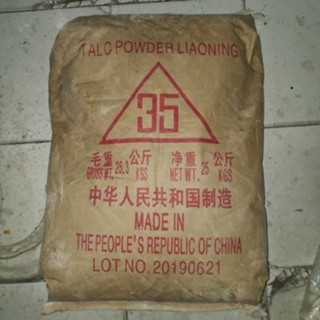 TALC POWDER LIAONING
35
毛重 25.3 公斤 净重 25 公斤
GROSS WT. KGS NET WT. KGS
中华人民共和国制造
MADE IN
THE PEOPLE'S REPUBLIC OF CHINA
LOT NO. 20190621